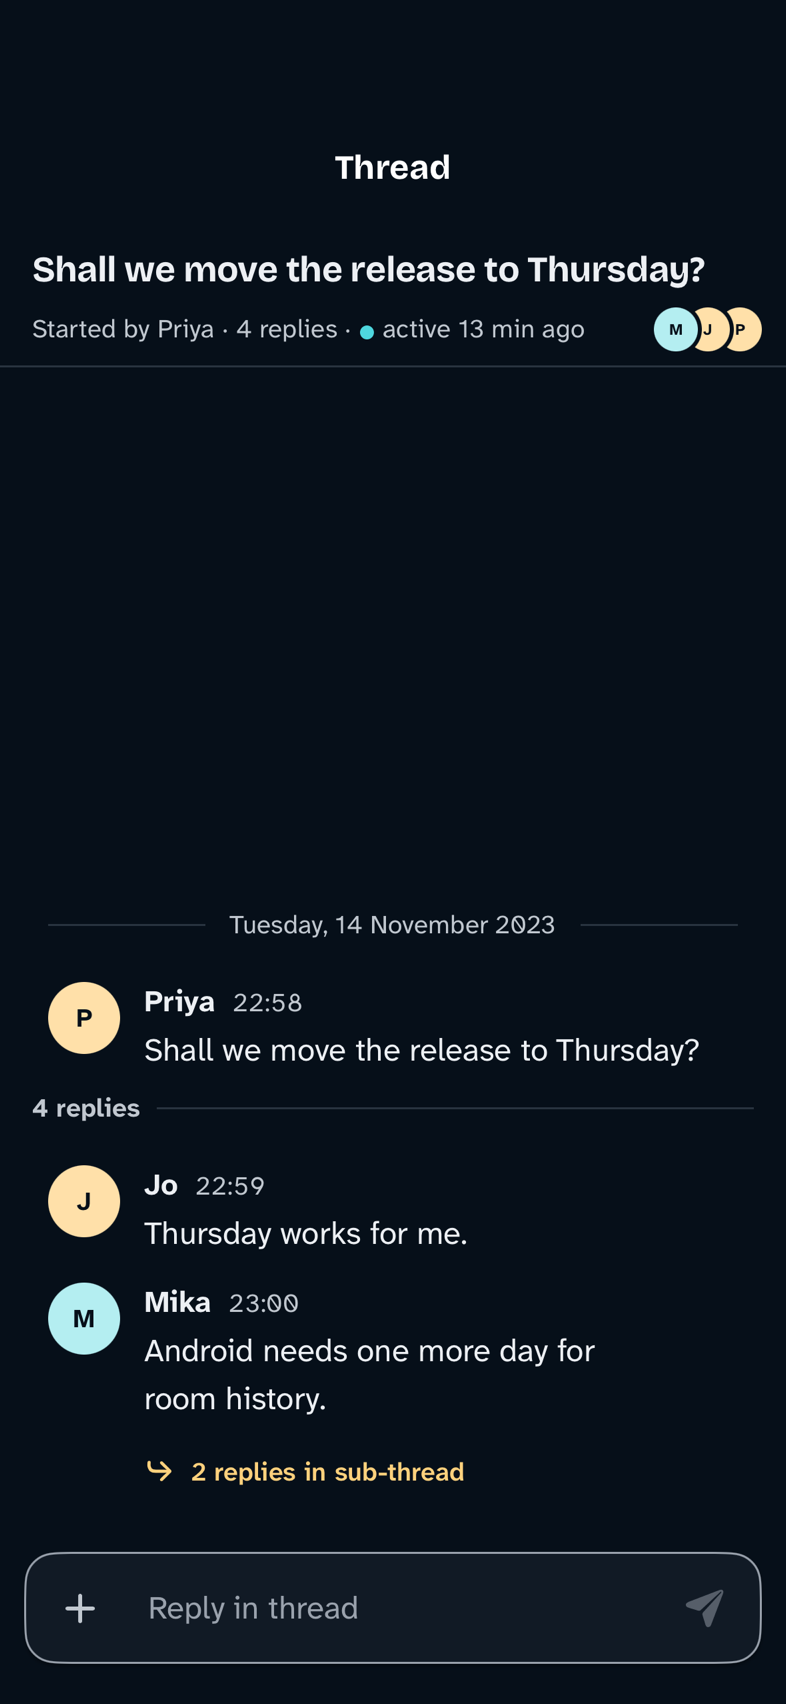 Thread
Shall we move the release to Thursday?
Started by Priya · 4 replies · active 13 min ago
M J P
Tuesday, 14 November 2023
P
Priya 22:58
Shall we move the release to Thursday?
4 replies
J
Jo 22:59
Thursday works for me.
M
Mika 23:00
Android needs one more day for
room history.
2 replies in sub-thread
Reply in thread